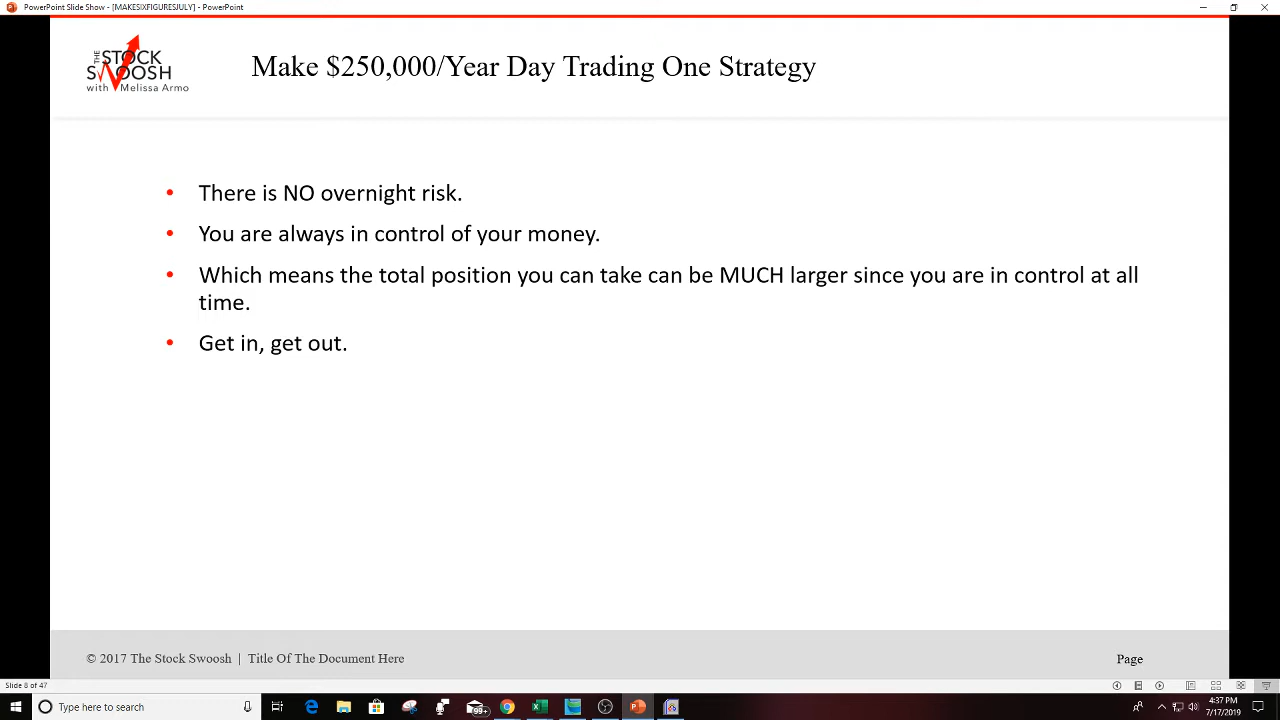 PowerPoint Slide Show - [MAKESIXFIGURESJULY] - PowerPoint
THE STOCK
SWOOSH
with Melissa Armo
Make $250,000/Year Day Trading One Strategy
• There is NO overnight risk.
• You are always in control of your money.
• Which means the total position you can take can be MUCH larger since you are in control at all
time.
• Get in, get out.
© 2017 The Stock Swoosh | Title Of The Document Here
Page
Slide 8 of 47
Type here to search
99+
4:37 PM
7/17/2019